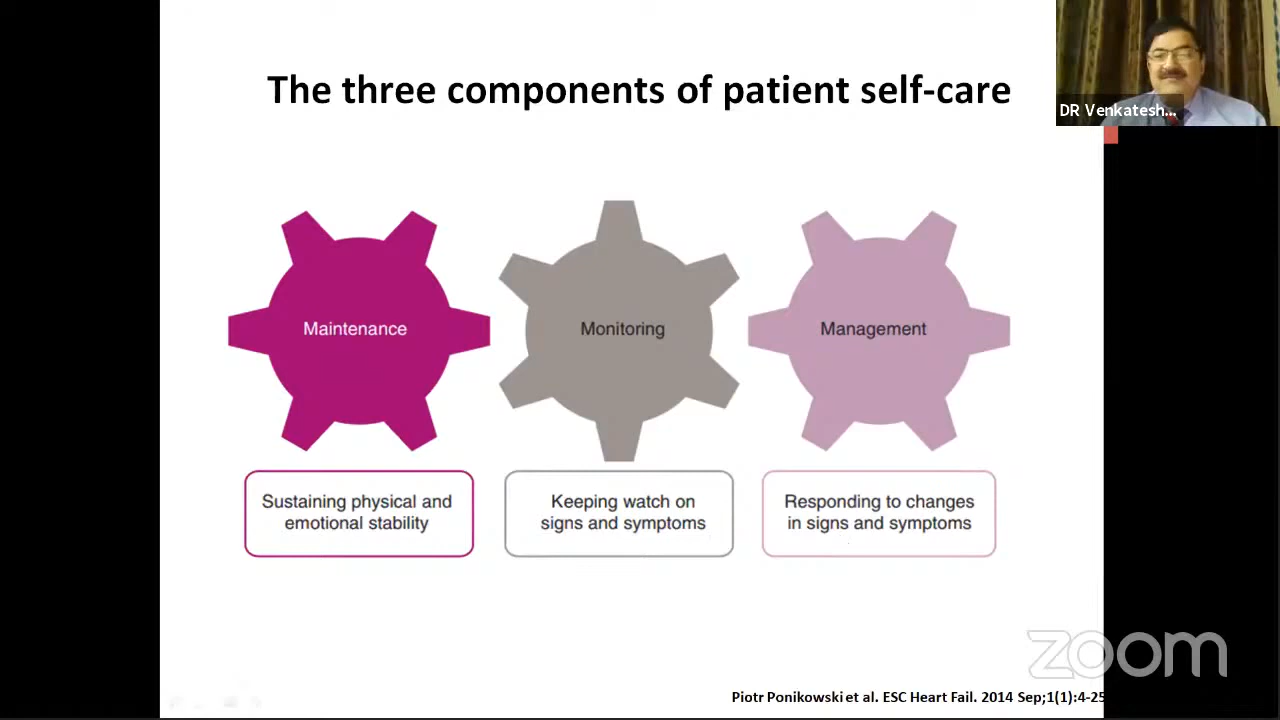 The three components of patient self-care
DR Venkatesh...
Maintenance
Monitoring
Management
Sustaining physical and
emotional stability
Keeping watch on
signs and symptoms
Responding to changes
in signs and symptoms
zoom
Piotr Ponikowski et al. ESC Heart Fail. 2014 Sep;1(1):4-25